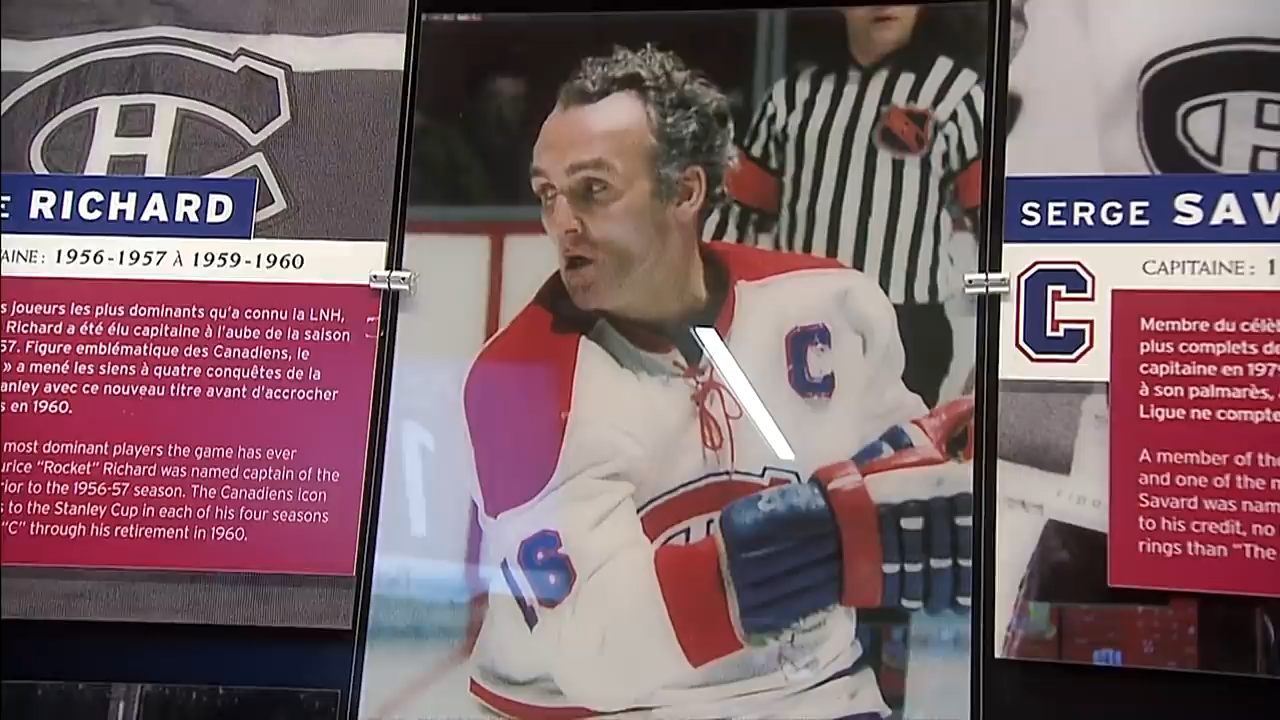 E RICHARD
AINE : 1956-1957 À 1959-1960
s joueurs les plus dominants qu'a connu la LNH,
Richard a été élu capitaine à l'aube de la saison
57. Figure emblématique des Canadiens, le
» a mené les siens à quatre conquêtes de la
anley avec ce nouveau titre avant d'accrocher
s en 1960.
most dominant players the game has ever
urice "Rocket" Richard was named captain of the
rior to the 1956-57 season. The Canadiens icon
s to the Stanley Cup in each of his four seasons
"C" through his retirement in 1960.
H
C
16
H
SERGE SAV
CAPITAINE : 1
C
Membre du célè
plus complets de
capitaine en 197
à son palmarès,
Ligue ne compte
A member of the
and one of the m
Savard was nam
to his credit, no
rings than "The